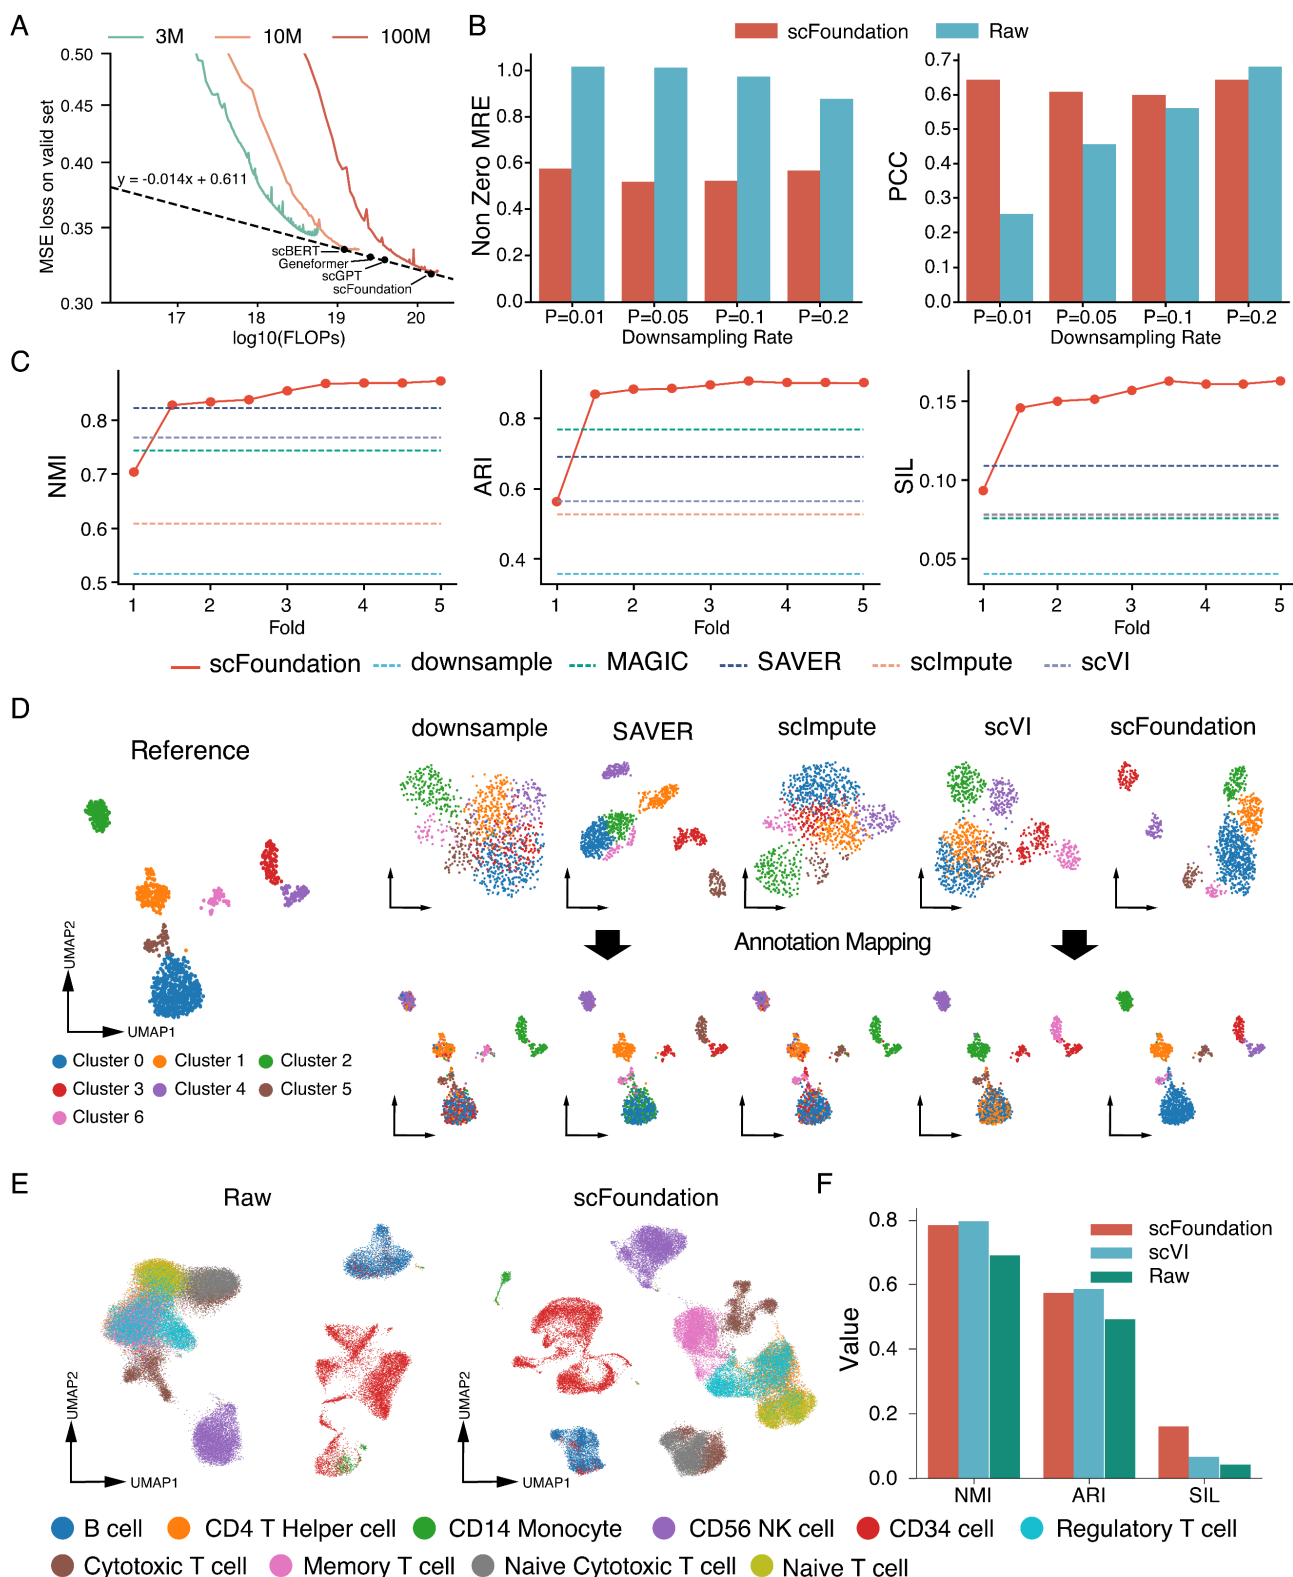 A
3M
10M
100M
MSE loss on valid set
0.50
0.45
0.40
0.35
0.30
y = -0.014x + 0.611
scBERT
Geneformer
scGPT
scFoundation
17
18
19
20
log10(FLOPs)
B
scFoundation
Raw
Non Zero MRE
1.0
0.8
0.6
0.4
0.2
0.0
P=0.01
P=0.05
P=0.1
P=0.2
Downsampling Rate
PCC
0.7
0.6
0.5
0.4
0.3
0.2
0.1
0.0
P=0.01
P=0.05
P=0.1
P=0.2
Downsampling Rate
C
NMI
0.8
0.7
0.6
0.5
1
2
3
4
5
Fold
ARI
0.8
0.6
0.4
1
2
3
4
5
Fold
SIL
0.15
0.10
0.05
1
2
3
4
5
Fold
scFoundation
downsample
MAGIC
SAVER
scImpute
scVI
D
Reference
downsample
SAVER
scImpute
scVI
scFoundation
UMAP2
UMAP1
Annotation Mapping
Cluster 0
Cluster 1
Cluster 2
Cluster 3
Cluster 4
Cluster 5
Cluster 6
E
Raw
scFoundation
UMAP2
UMAP1
UMAP2
UMAP1
F
scFoundation
scVI
Raw
Value
0.8
0.6
0.4
0.2
0.0
NMI
ARI
SIL
B cell
CD4 T Helper cell
CD14 Monocyte
CD56 NK cell
CD34 cell
Regulatory T cell
Cytotoxic T cell
Memory T cell
Naive Cytotoxic T cell
Naive T cell